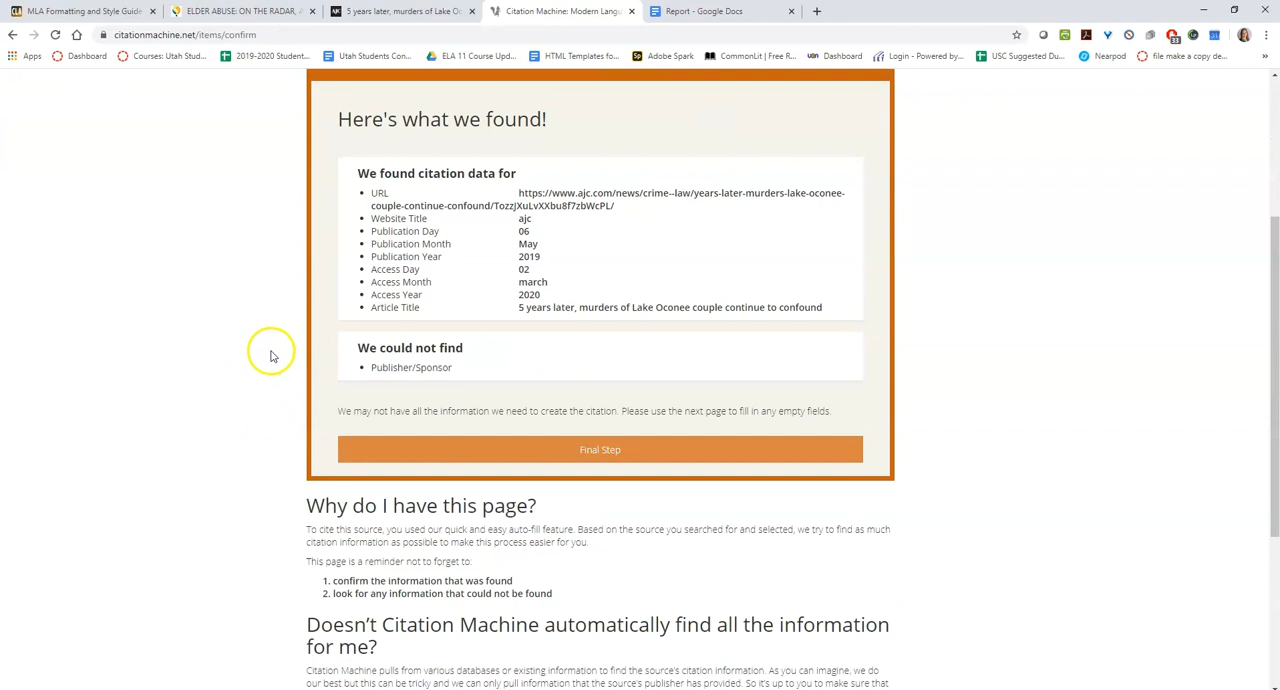 MLA Formatting and Style Guide
ELDER ABUSE: ON THE RADAR, A
5 years later, murders of Lake Oc
Citation Machine: Modern Langu
Report - Google Docs
citationmachine.net/items/confirm
33
Apps
Dashboard
Courses: Utah Stud...
2019-2020 Student...
Utah Students Con...
ELA 11 Course Upd...
HTML Templates fo...
Adobe Spark
CommonLit | Free R...
Dashboard
Login - Powered by...
USC Suggested Du...
Nearpod
file make a copy de...
»
Here's what we found!
We found citation data for
• URL https://www.ajc.com/news/crime--law/years-later-murders-lake-oconee-
couple-continue-confound/TozzJXuLvXXbu8f7zbWcPL/
• Website Title ajc
• Publication Day 06
• Publication Month May
• Publication Year 2019
• Access Day 02
• Access Month march
• Access Year 2020
• Article Title 5 years later, murders of Lake Oconee couple continue to confound
We could not find
• Publisher/Sponsor
We may not have all the information we need to create the citation. Please use the next page to fill in any empty fields.
Final Step
Why do I have this page?
To cite this source, you used our quick and easy auto-fill feature. Based on the source you searched for and selected, we try to find as much
citation information as possible to make this process easier for you.
This page is a reminder not to forget to:
1. confirm the information that was found
2. look for any information that could not be found
Doesn't Citation Machine automatically find all the information
for me?
Citation Machine pulls from various databases or existing information to find the source's citation information. As you can imagine, we do
our best but this can be tricky and we can only pull information that the source's publisher has provided. So it's up to you to make sure that